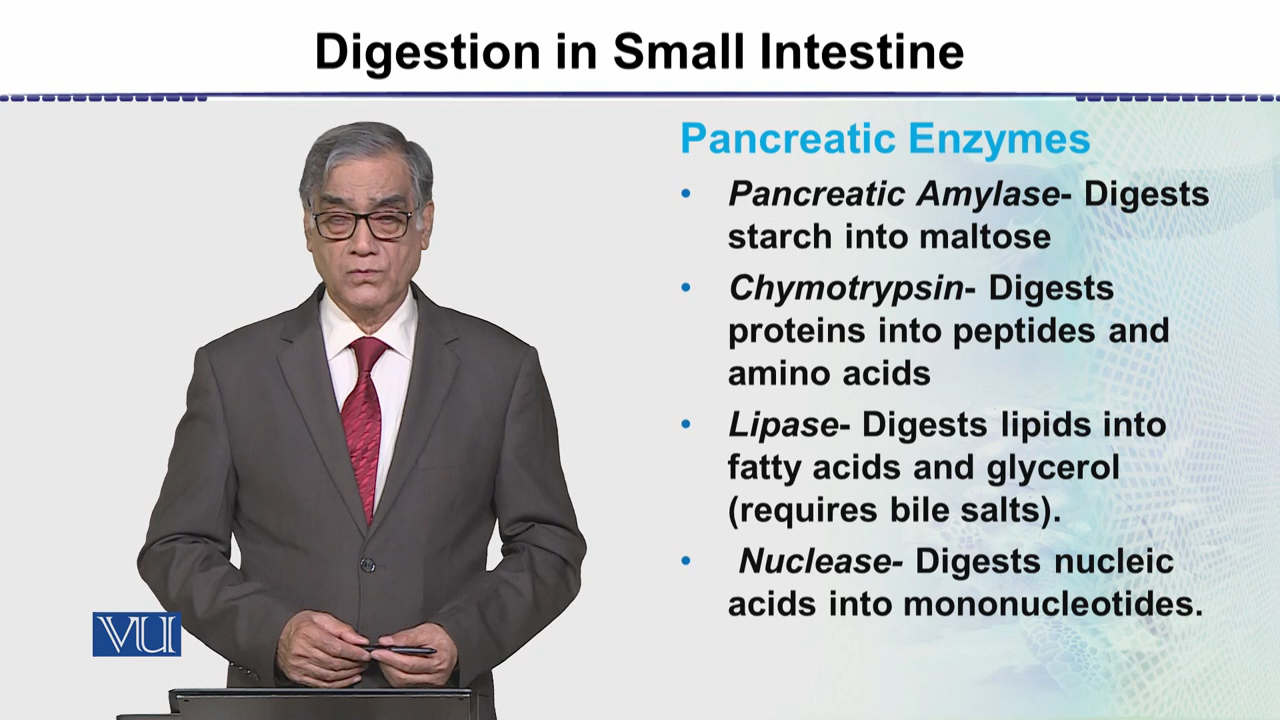 Digestion in Small Intestine
Pancreatic Enzymes
• Pancreatic Amylase- Digests
starch into maltose
• Chymotrypsin- Digests
proteins into peptides and
amino acids
• Lipase- Digests lipids into
fatty acids and glycerol
(requires bile salts).
• Nuclease- Digests nucleic
acids into mononucleotides.
VU